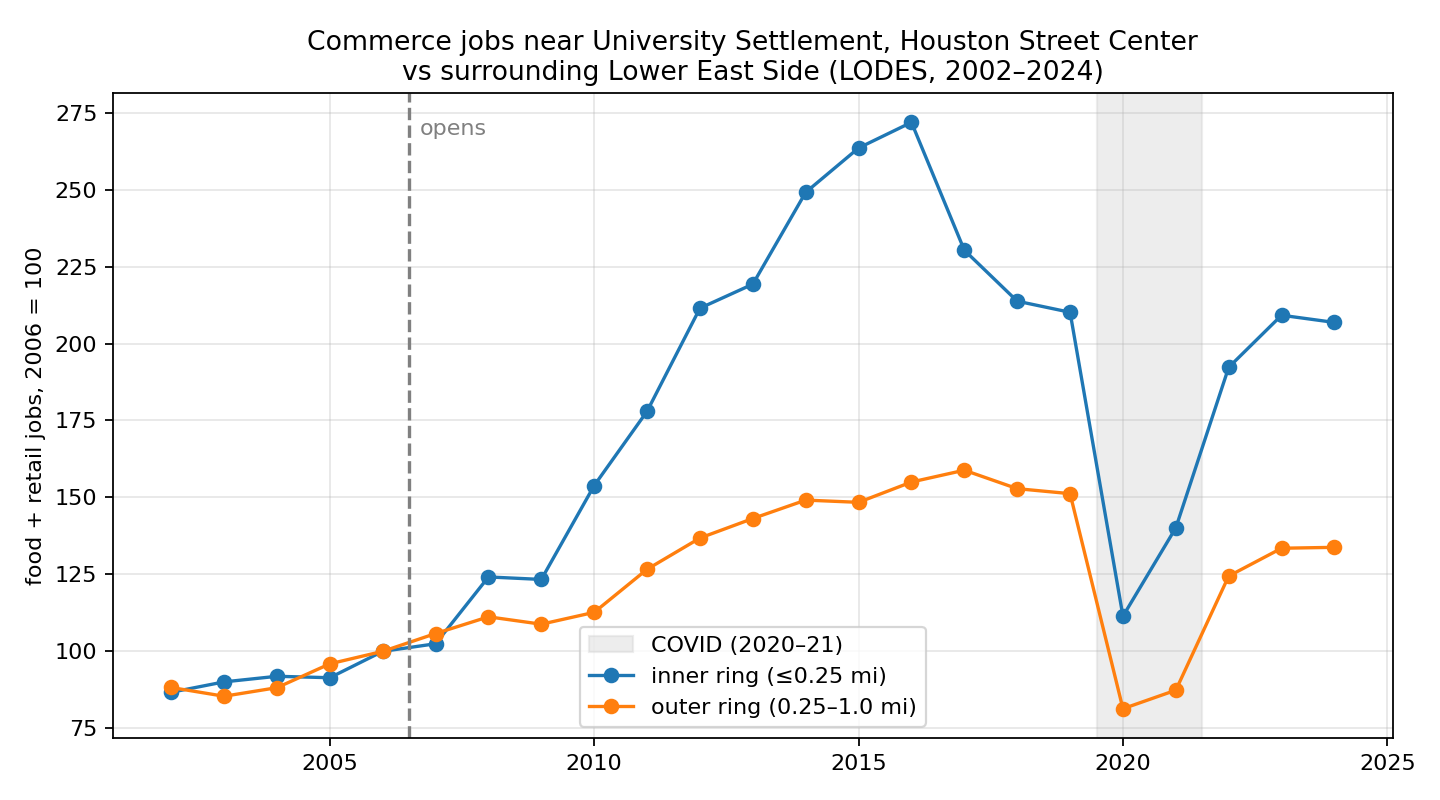 Commerce jobs near University Settlement, Houston Street Center
vs surrounding Lower East Side (LODES, 2002–2024)
food + retail jobs, 2006 = 100
275
250
225
200
175
150
125
100
75
opens
COVID (2020–21)
inner ring (≤0.25 mi)
outer ring (0.25–1.0 mi)
2005
2010
2015
2020
2025